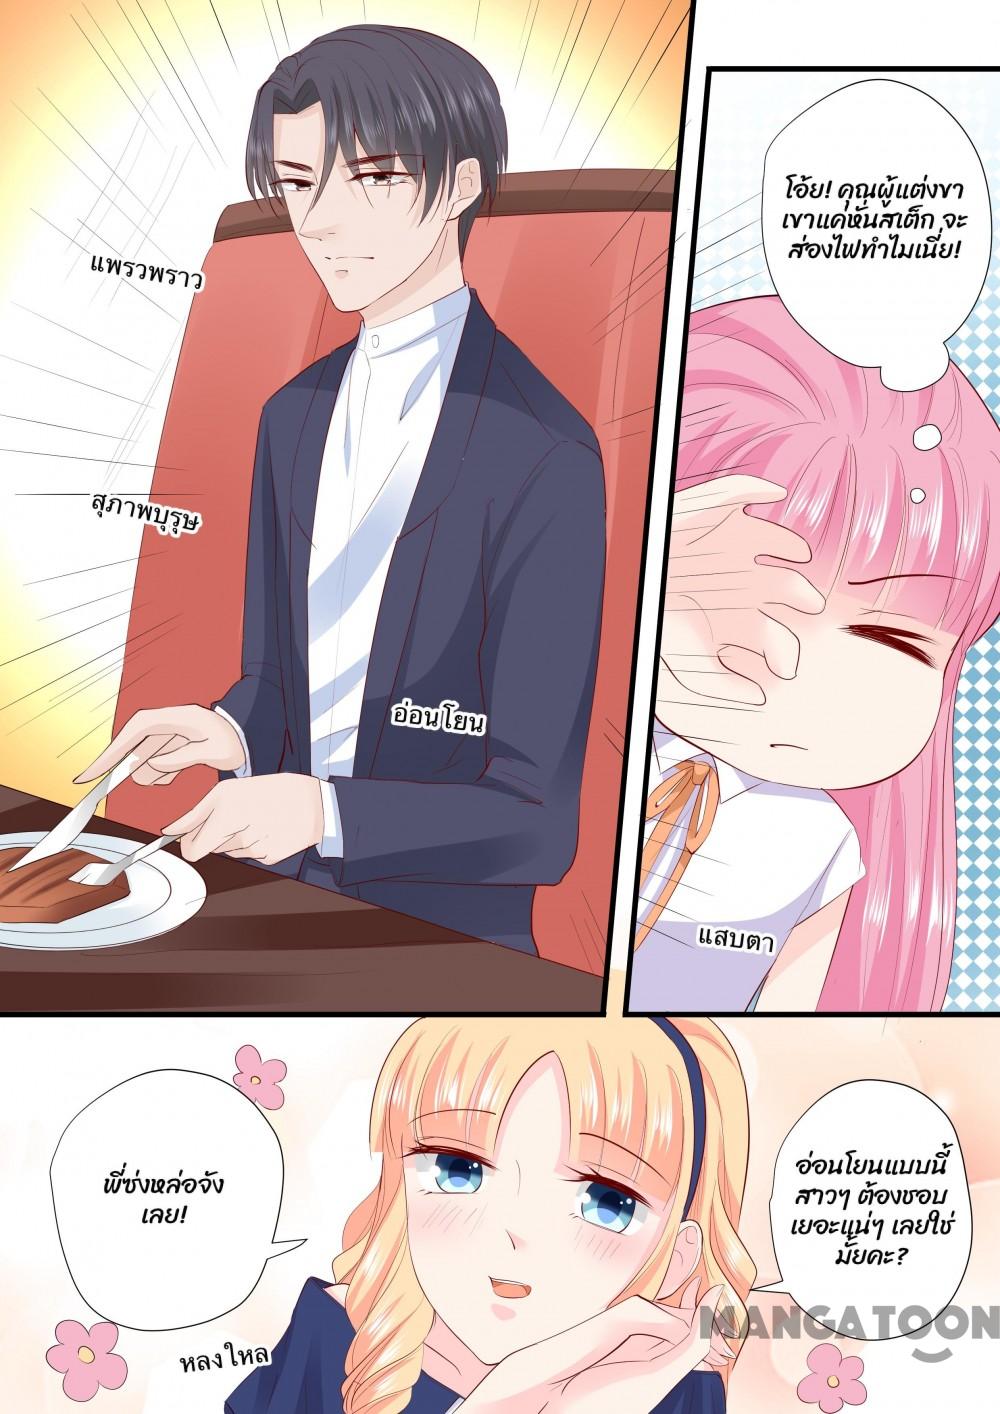 แพรวพราว
สุภาพบุรุษ
อ่อนโยน
โอ้ย! คุณผู้แต่งขา
เขาแค่หั่นสเต็ก จะ
ส่องไฟทำไมเนี่ย!
แสบตา
พี่ซ่งหล่อจัง
เลย!
หลงใหล
อ่อนโยนแบบนี้
สาวๆ ต้องชอบ
เยอะแน่ๆ เลยใช่
มั้ยคะ?
MANGATOON